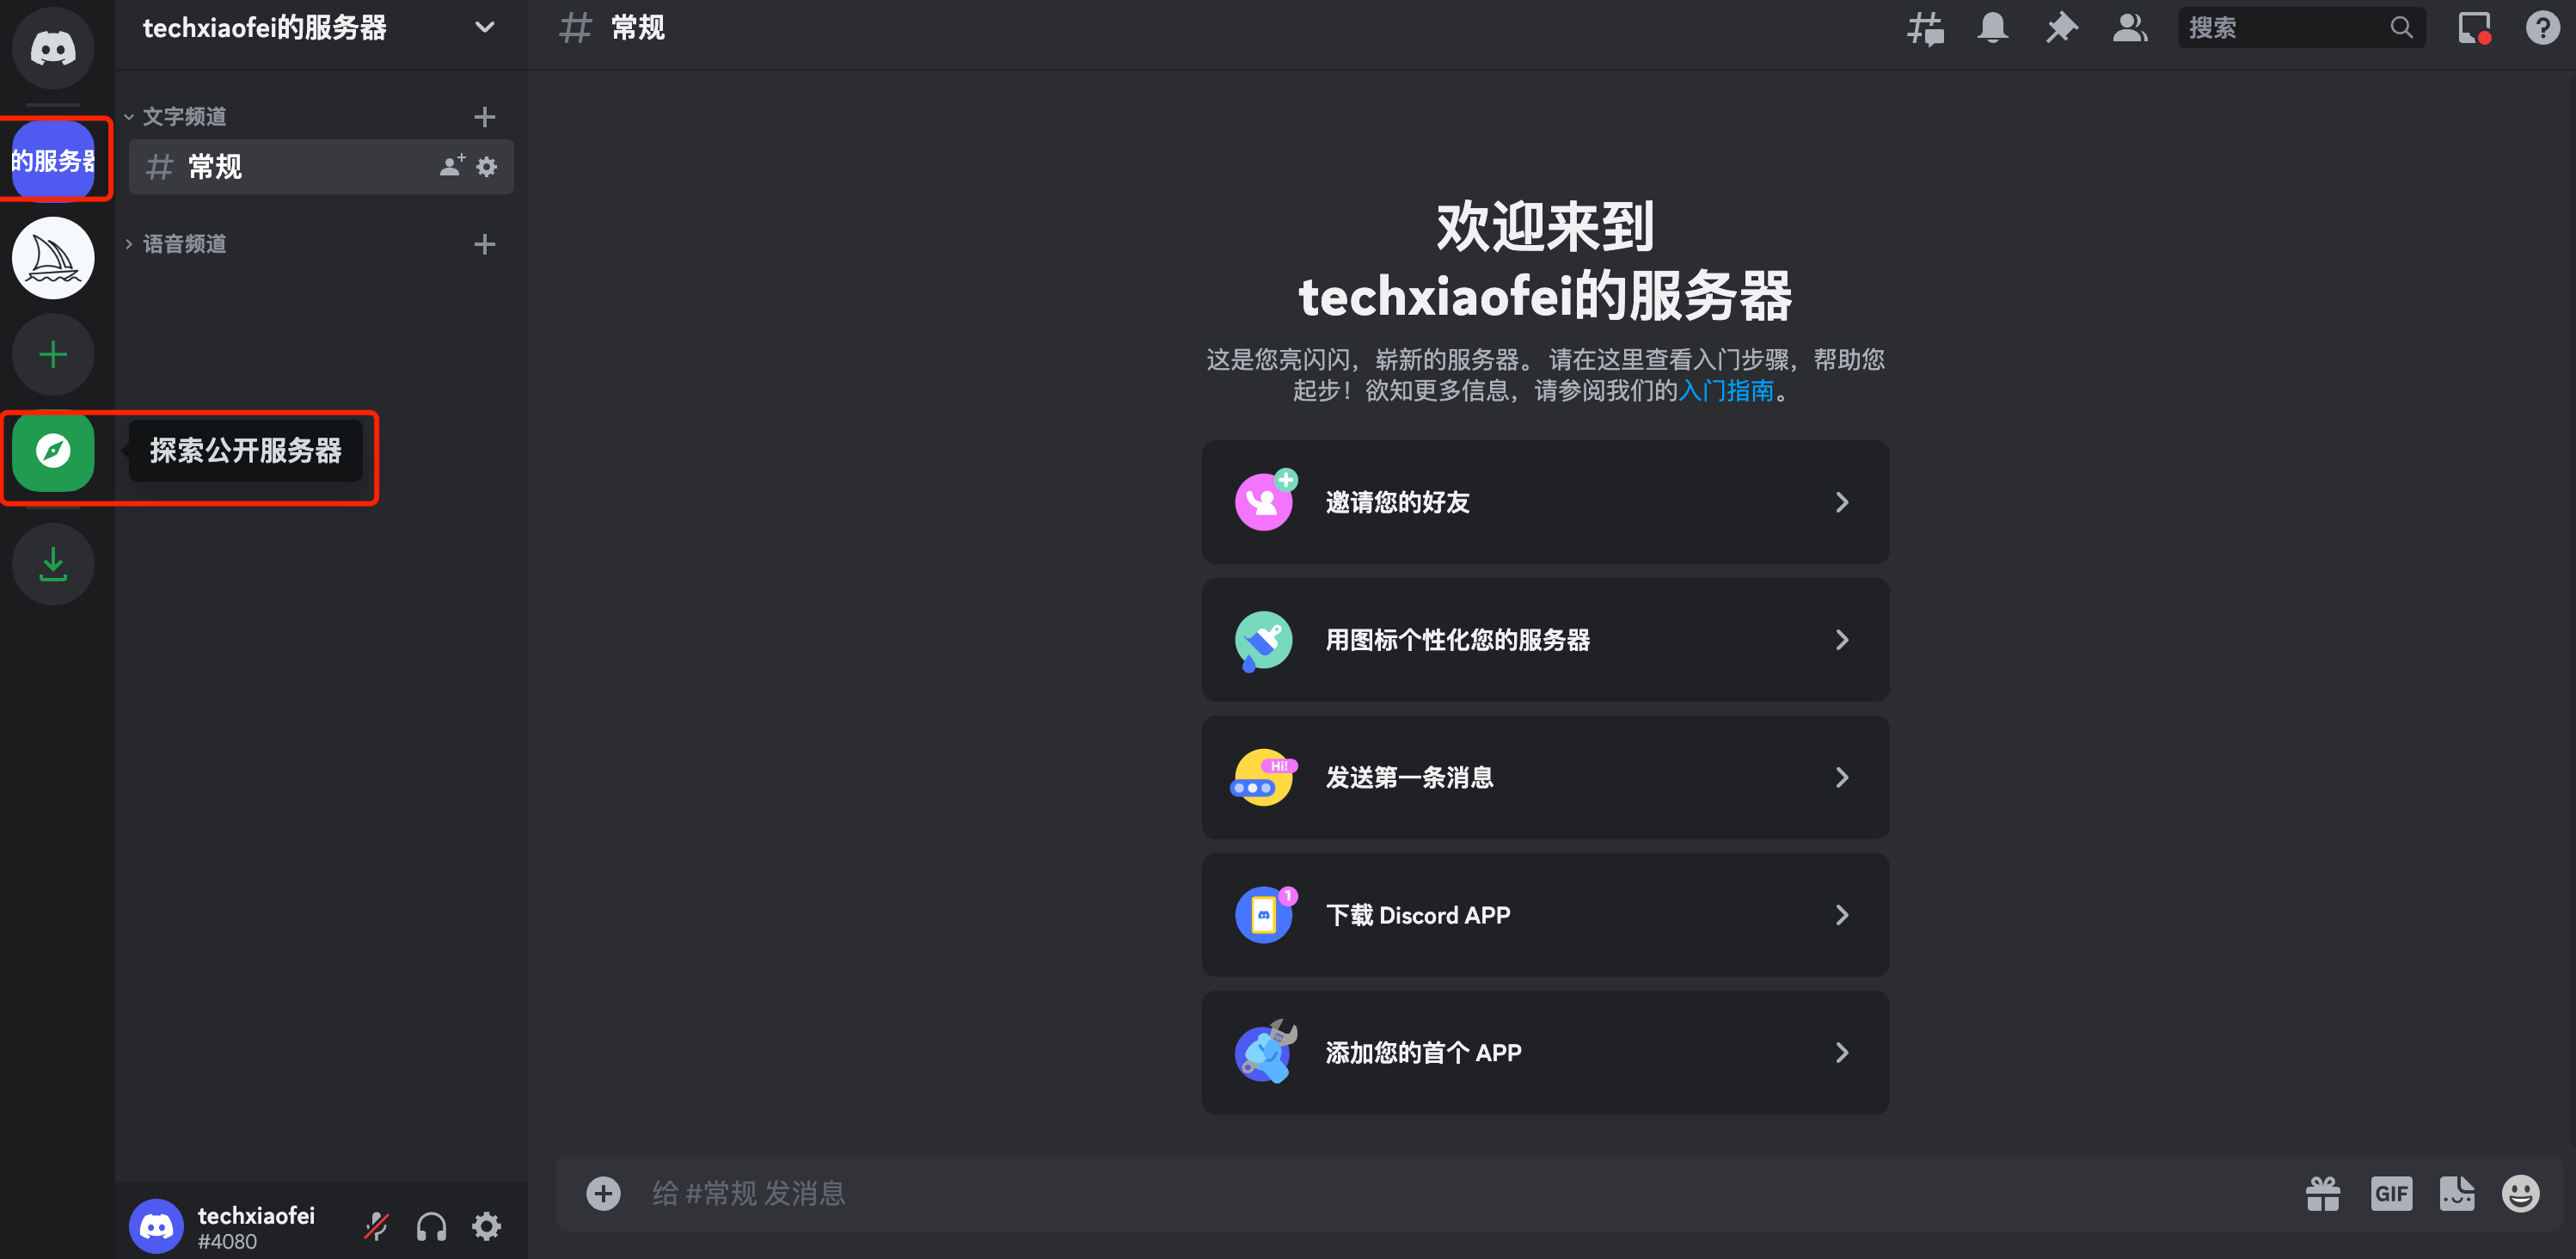 techxiaofei的服务器
常规
搜索
的服务器
文字频道
常规
语音频道
探索公开服务器
欢迎来到
techxiaofei的服务器
这是您亮闪闪，崭新的服务器。请在这里查看入门步骤，帮助您
起步！欲知更多信息，请参阅我们的入门指南。
邀请您的好友
用图标个性化您的服务器
Hi!
发送第一条消息
1
下载 Discord APP
添加您的首个 APP
给 #常规 发消息
GIF
techxiaofei
#4080